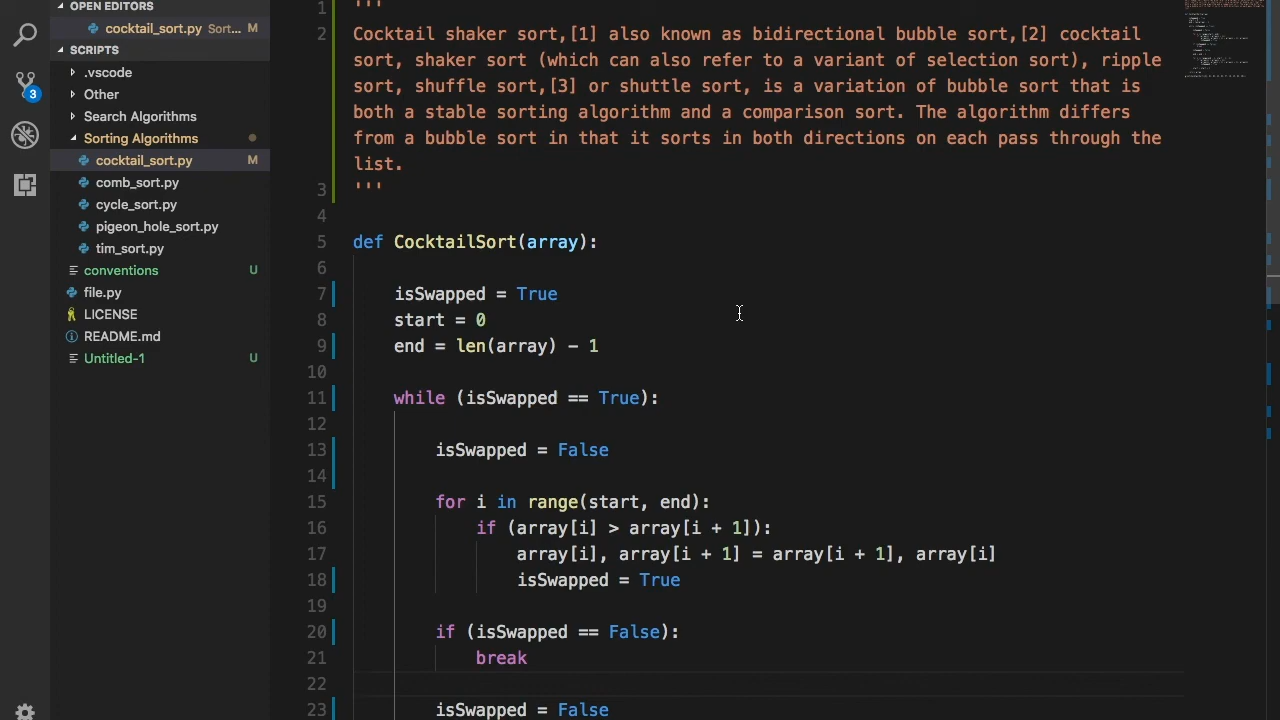 OPEN EDITORS
cocktail_sort.py Sort... M
SCRIPTS
.vscode
Other
Search Algorithms
Sorting Algorithms
cocktail_sort.py M
comb_sort.py
cycle_sort.py
pigeon_hole_sort.py
tim_sort.py
conventions U
file.py
LICENSE
README.md
Untitled-1 U
3
1 '''
2 Cocktail shaker sort,[1] also known as bidirectional bubble sort,[2] cocktail
sort, shaker sort (which can also refer to a variant of selection sort), ripple
sort, shuffle sort,[3] or shuttle sort, is a variation of bubble sort that is
both a stable sorting algorithm and a comparison sort. The algorithm differs
from a bubble sort in that it sorts in both directions on each pass through the
list.
3 '''
4
5 def CocktailSort(array):
6
7 isSwapped = True
8 start = 0
9 end = len(array) - 1
10
11 while (isSwapped == True):
12
13 isSwapped = False
14
15 for i in range(start, end):
16 if (array[i] > array[i + 1]):
17 array[i], array[i + 1] = array[i + 1], array[i]
18 isSwapped = True
19
20 if (isSwapped == False):
21 break
22
23 isSwapped = False